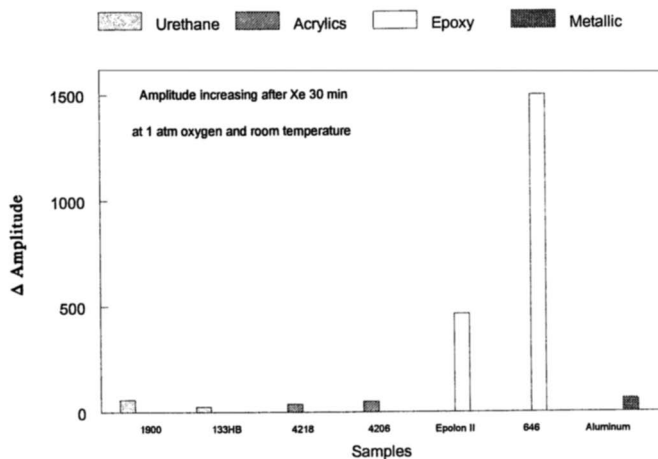 Urethane Acrylics Epoxy Metallic
Amplitude increasing after Xe 30 min
at 1 atm oxygen and room temperature
1500
1000
500
0
Δ Amplitude
1900 133HB 4218 4206 Epolon II 646 Aluminum
Samples